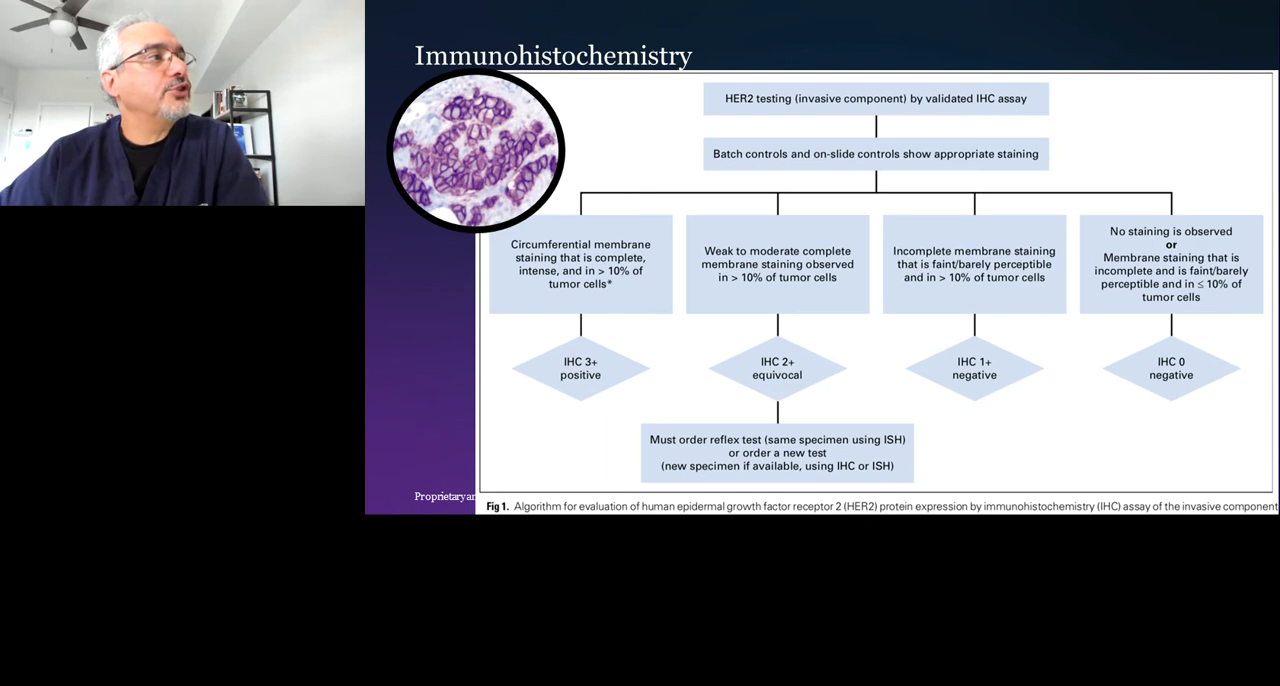 Immunohistochemistry
HER2 testing (invasive component) by validated IHC assay
Batch controls and on-slide controls show appropriate staining
Circumferential membrane
staining that is complete,
intense, and in > 10% of
tumor cells*
Weak to moderate complete
membrane staining observed
in > 10% of tumor cells
Incomplete membrane staining
that is faint/barely perceptible
and in > 10% of tumor cells
No staining is observed
or
Membrane staining that is
incomplete and is faint/barely
perceptible and in ≤ 10% of
tumor cells
IHC 3+
positive
IHC 2+
equivocal
IHC 1+
negative
IHC 0
negative
Must order reflex test (same specimen using ISH)
or order a new test
(new specimen if available, using IHC or ISH)
Proprietary ar
Fig 1. Algorithm for evaluation of human epidermal growth factor receptor 2 (HER2) protein expression by immunohistochemistry (IHC) assay of the invasive component